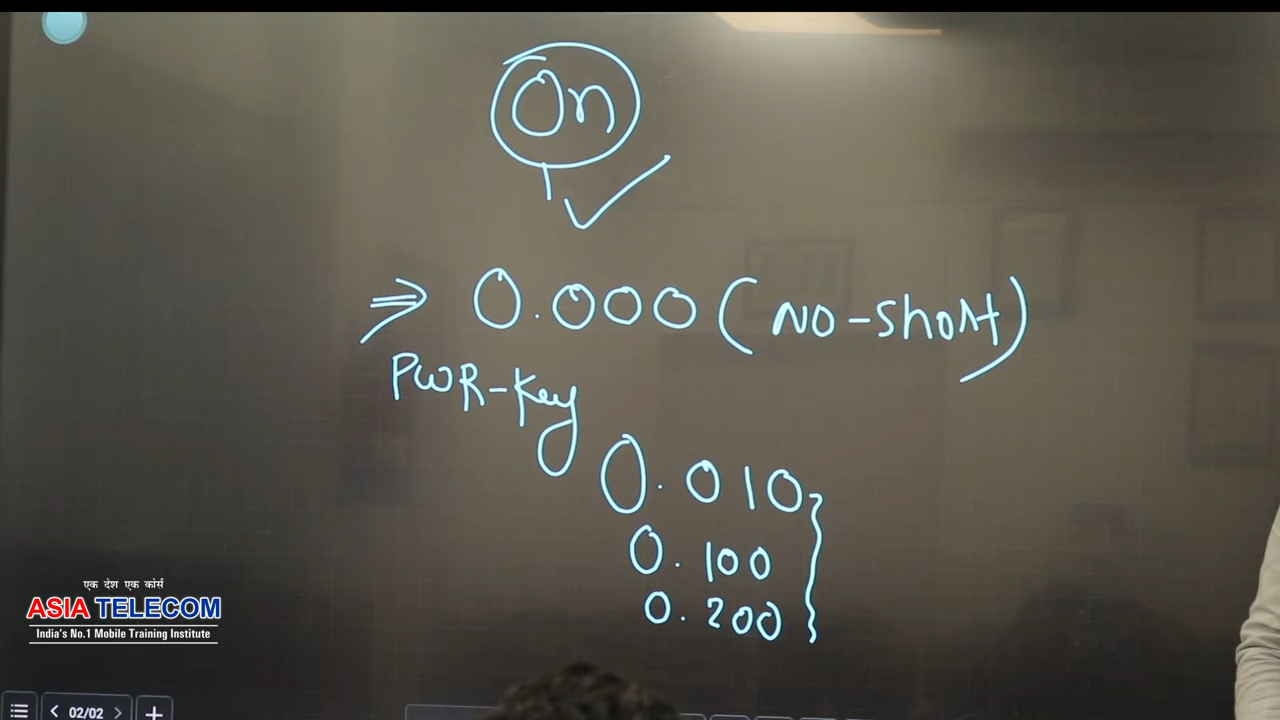 On
⇒ 0.000 (NO-Short)
PWR-Key
0.010
0.100
0.200
एक देश एक कोर्स
ASIA TELECOM
India's No.1 Mobile Training Institute
02/02